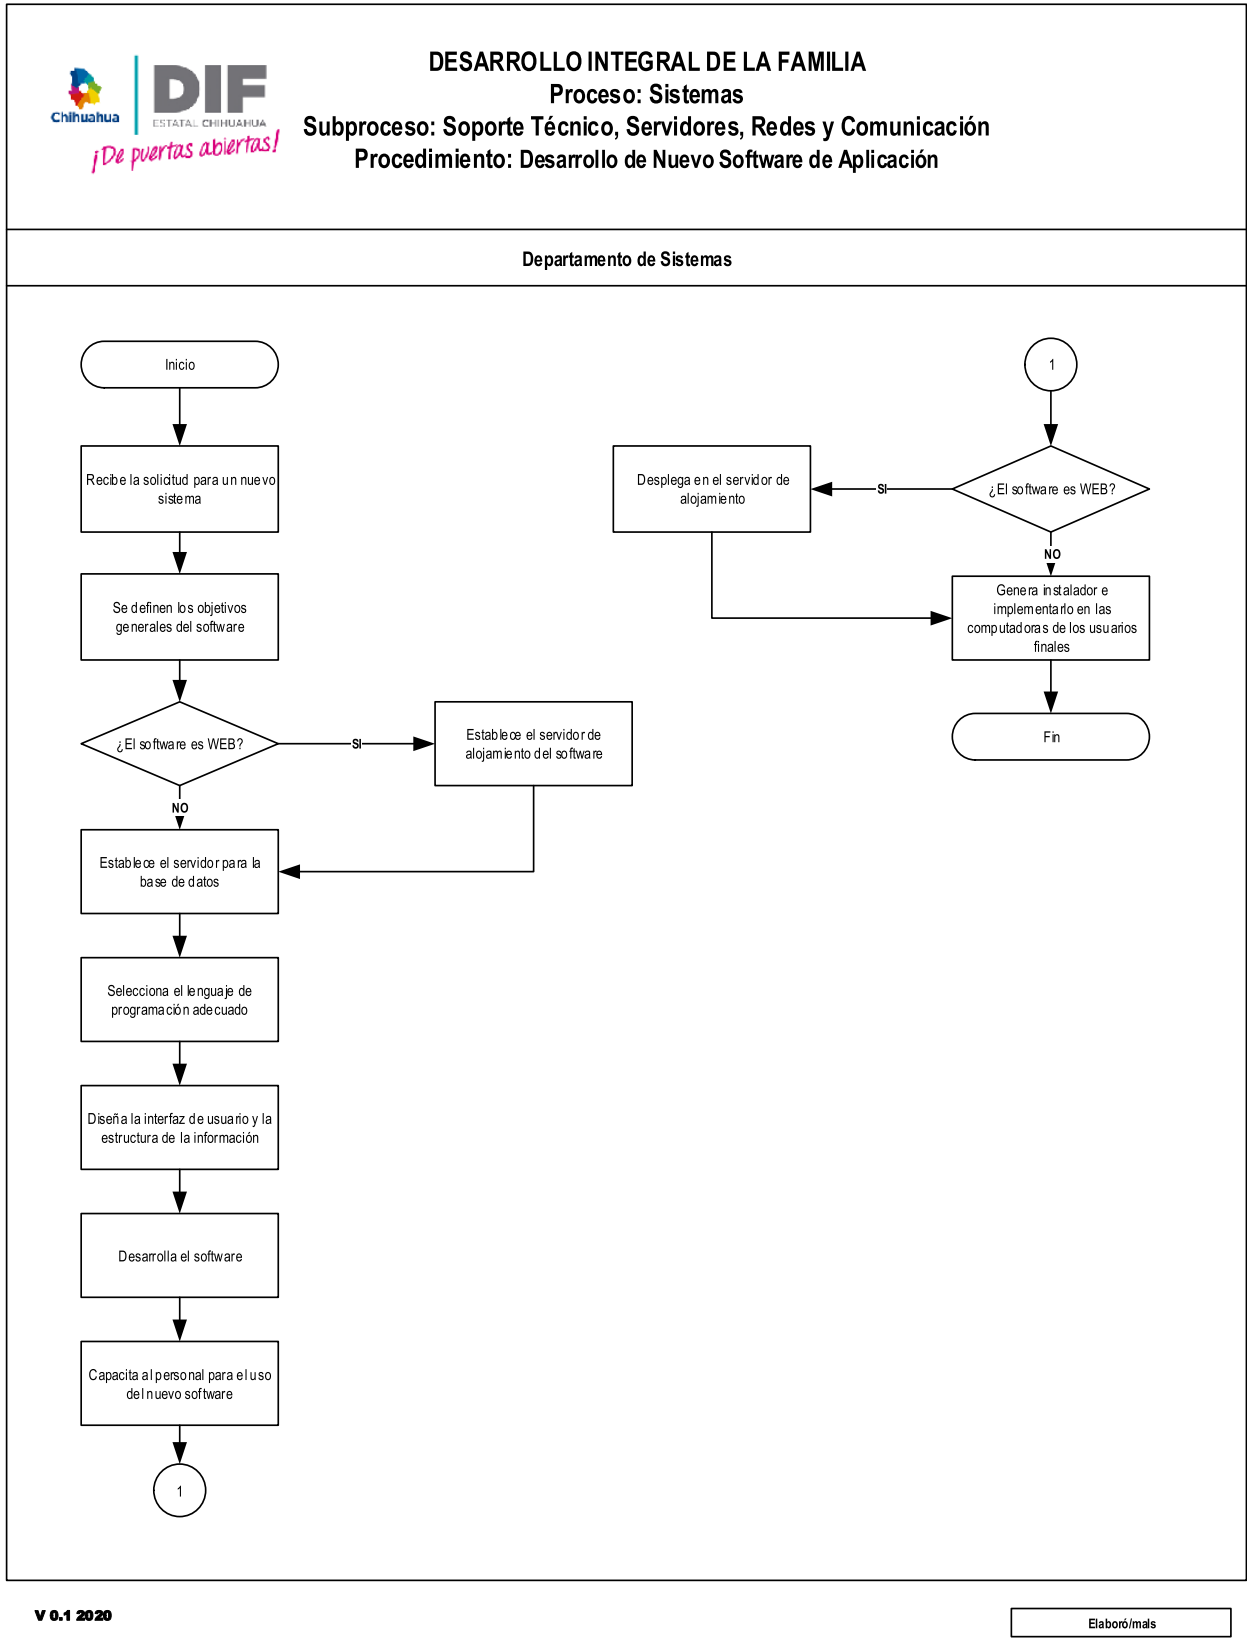 Chihuahua
DIF
ESTATAL CHIHUAHUA
¡De puertas abiertas!
DESARROLLO INTEGRAL DE LA FAMILIA
Proceso: Sistemas
Subproceso: Soporte Técnico, Servidores, Redes y Comunicación
Procedimiento: Desarrollo de Nuevo Software de Aplicación
Departamento de Sistemas
Inicio
Recibe la solicitud para un nuevo
sistema
Se definen los objetivos
generales del software
¿El software es WEB?
SI
Establece el servidor de
alojamiento del software
NO
Establece el servidor para la
base de datos
Selecciona el lenguaje de
programación adecuado
Diseña la interfaz de usuario y la
estructura de la información
Desarrolla el software
Capacita al personal para el uso
del nuevo software
1
1
¿El software es WEB?
SI
Desplega en el servidor de
alojamiento
NO
Genera instalador e
implementarlo en las
computadoras de los usuarios
finales
Fin
V 0.1 2020
Elaboró/mals